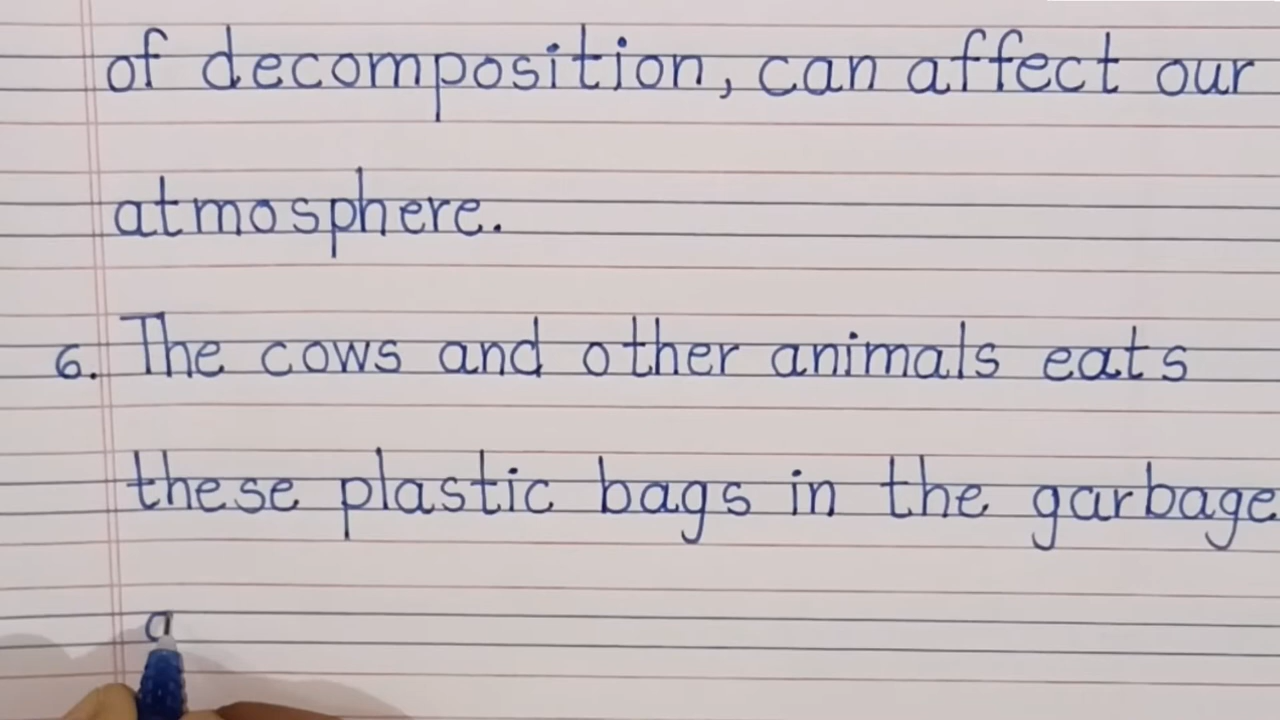 of decomposition, can affect our
atmosphere.
6. The cows and other animals eats
these plastic bags in the garbage
a